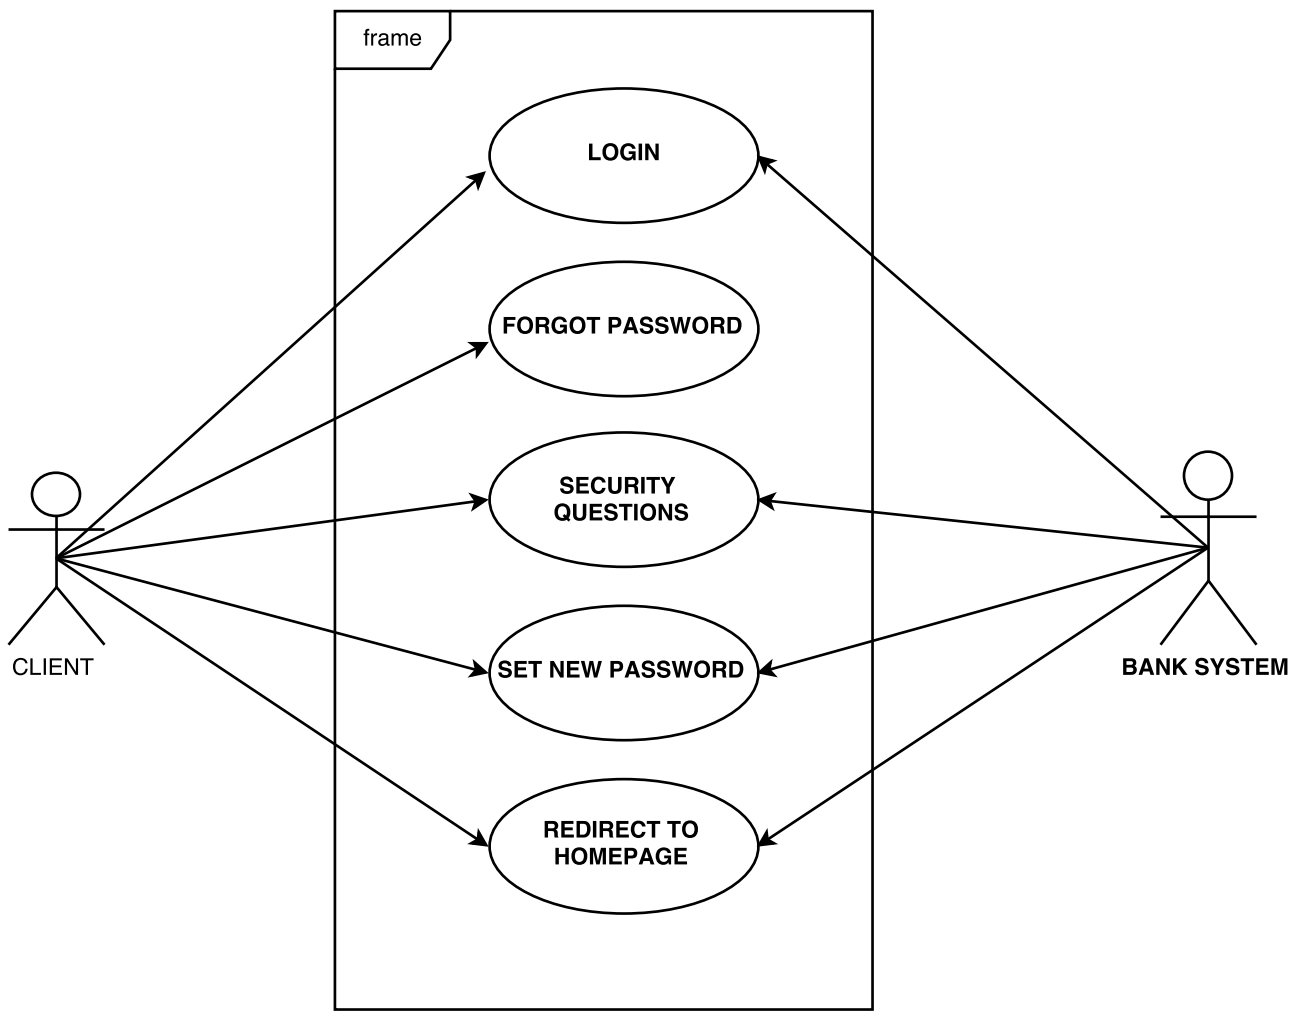 frame
LOGIN
FORGOT PASSWORD
SECURITY
QUESTIONS
SET NEW PASSWORD
REDIRECT TO
HOMEPAGE
CLIENT
BANK SYSTEM